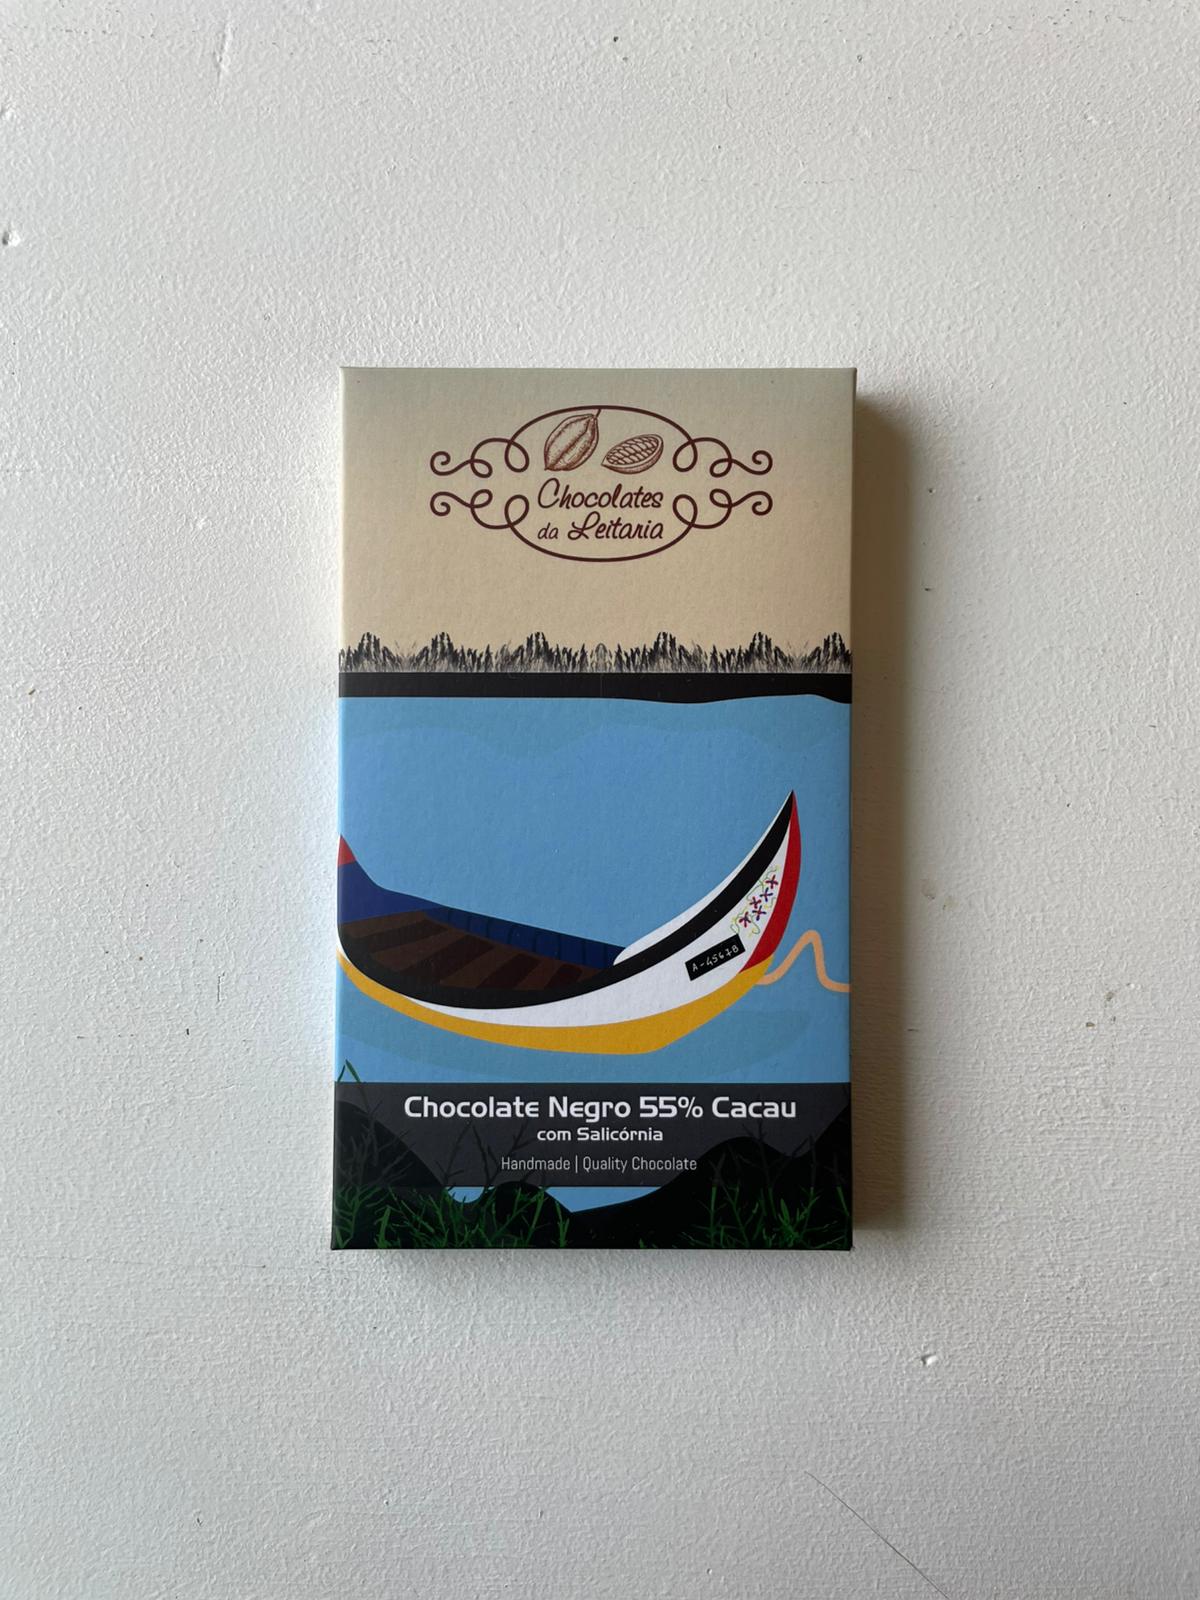 Chocolates
da Leitaria
A-45678
Chocolate Negro 55% Cacau
com Salicórnia
Handmade | Quality Chocolate